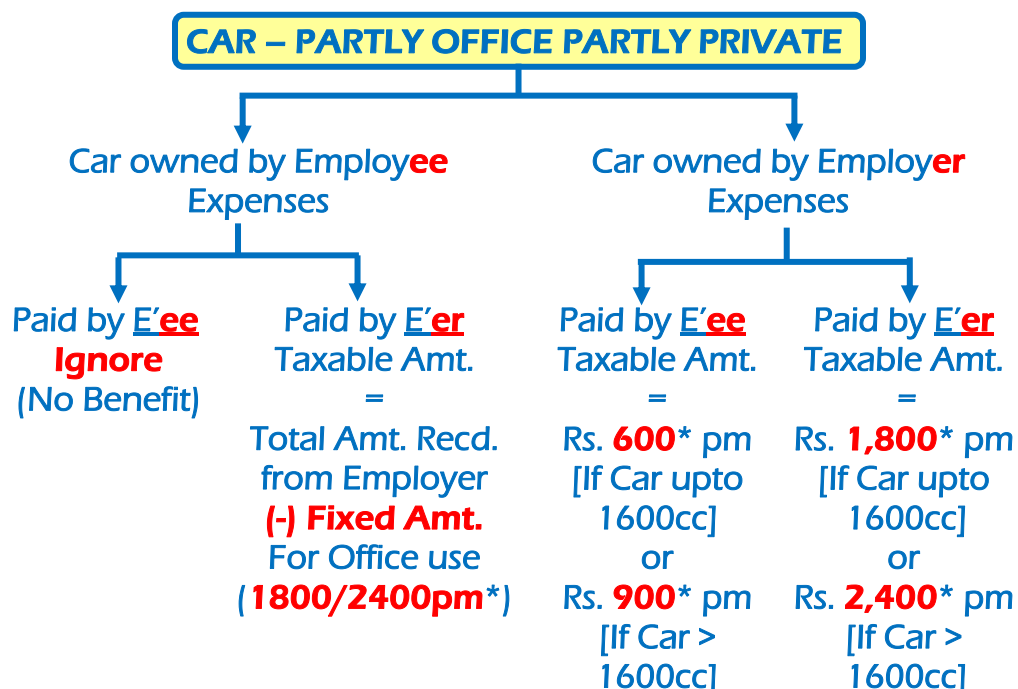 CAR – PARTLY OFFICE PARTLY PRIVATE
Car owned by Employee
Expenses
Paid by E'ee
Ignore
(No Benefit)
Paid by E'er
Taxable Amt.
=
Total Amt. Recd.
from Employer
(-) Fixed Amt.
For Office use
(1800/2400pm*)
Car owned by Employer
Expenses
Paid by E'ee
Taxable Amt.
=
Rs. 600* pm
[If Car upto
1600cc]
or
Rs. 900* pm
[If Car >
1600cc]
Paid by E'er
Taxable Amt.
=
Rs. 1,800* pm
[If Car upto
1600cc]
or
Rs. 2,400* pm
[If Car >
1600cc]